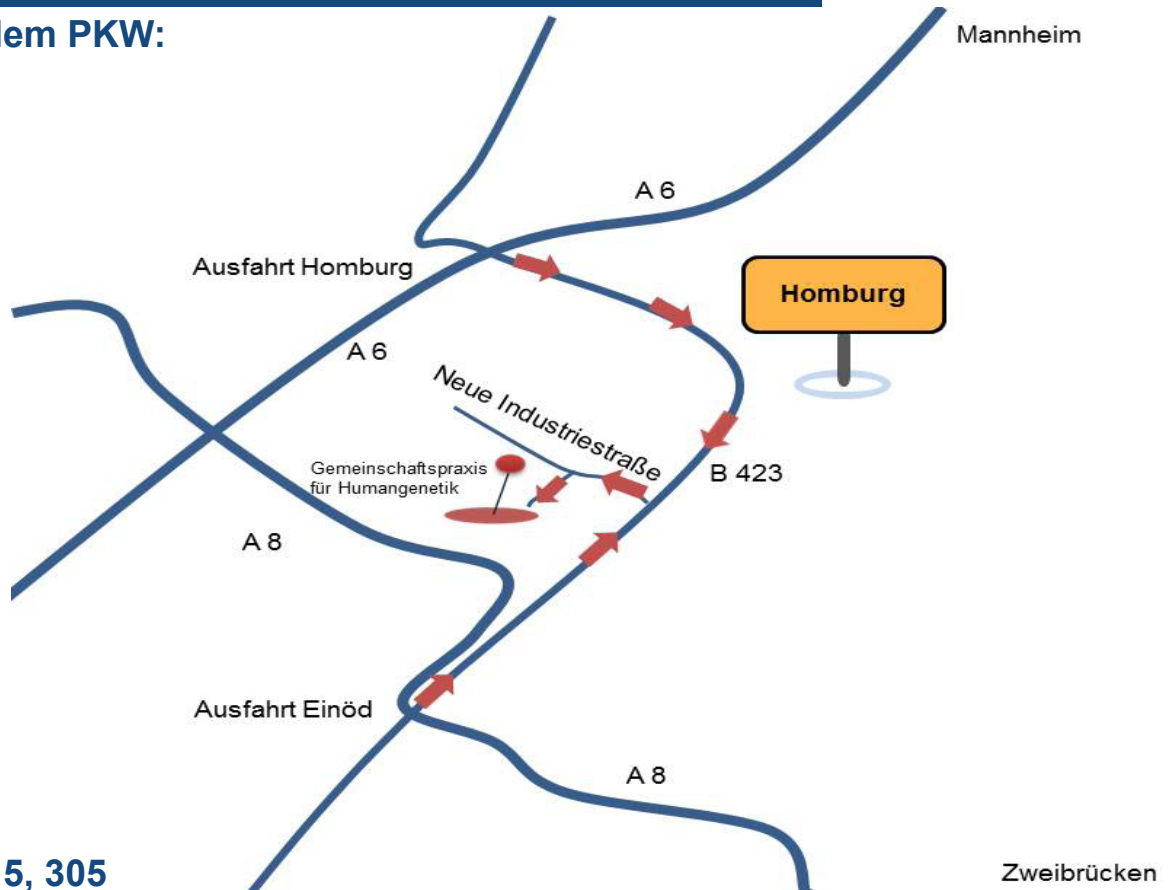 dem PKW:
Mannheim
A 6
Ausfahrt Homburg
Homburg
A 6
Neue Industriestraße
Gemeinschaftspraxis
für Humangenetik
B 423
A 8
Ausfahrt Einöd
A 8
5, 305
Zweibrücken